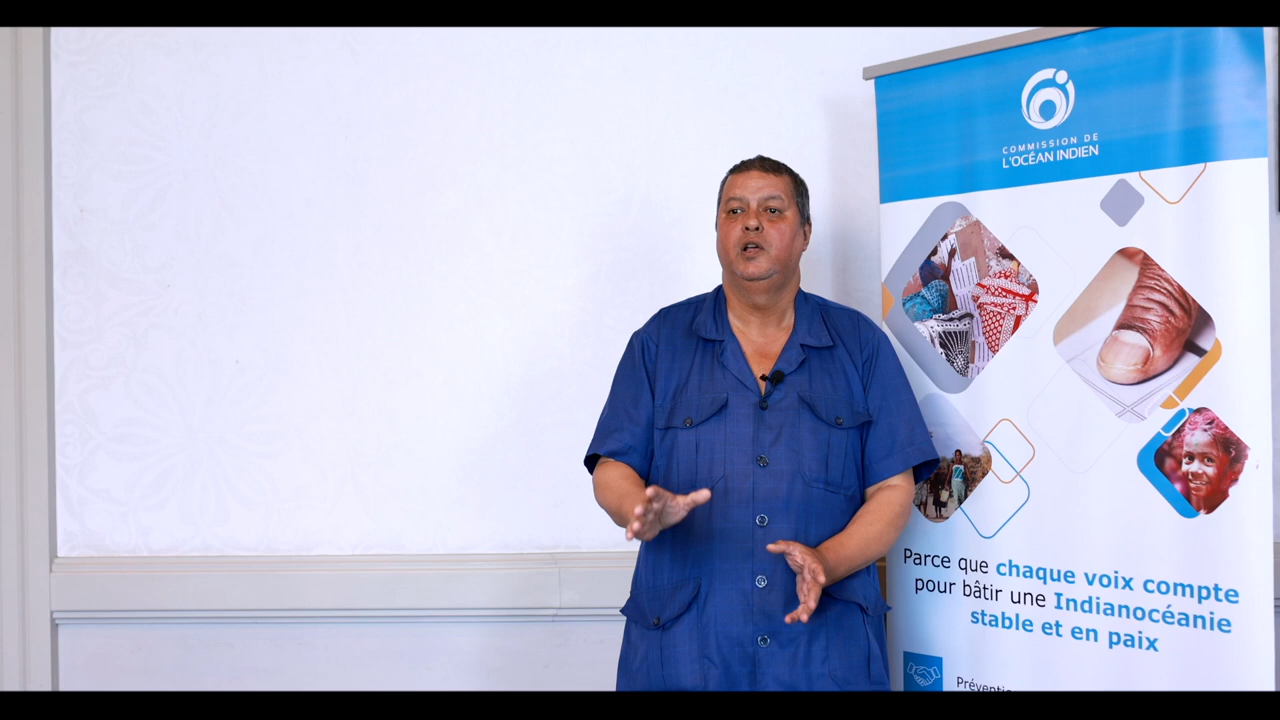 COMMISSION DE
L'OCÉAN INDIEN
Parce que chaque voix compte
pour bâtir une Indianocéanie
stable et en paix